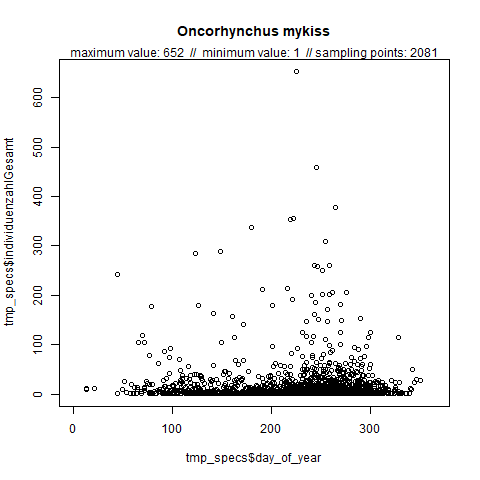 Oncorhynchus mykiss
maximum value: 652 // minimum value: 1 // sampling points: 2081
tmp_specs$individuenzahlGesamt
600
500
400
300
200
100
0
0 100 200 300
tmp_specs$day_of_year